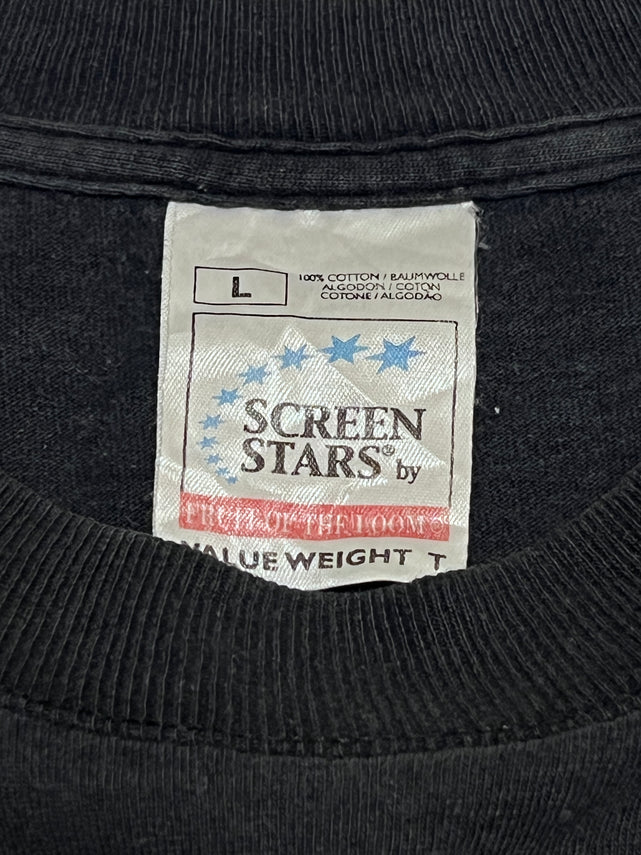 L
100% COTTON / BAUMWOLLE
ALGODON / COTON
COTONE / ALGODÃO
SCREEN
STARS® by
FRUIT OF THE LOOM®
VALUE WEIGHT T